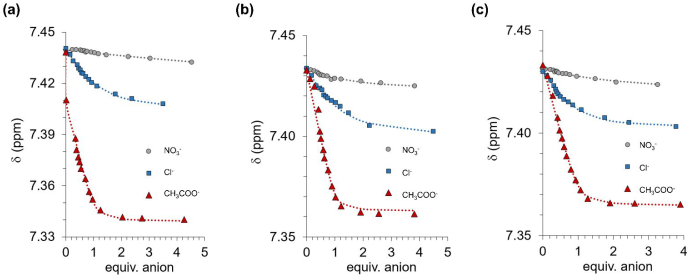 (a)
7.45
7.42
7.39
7.36
7.33
δ (ppm)
0 1 2 3 4 5
equiv. anion
NO₃⁻
Cl⁻
CH₃COO⁻
(b)
7.45
7.40
7.35
δ (ppm)
0 1 2 3 4 5
equiv. anion
NO₃⁻
Cl⁻
CH₃COO⁻
(c)
7.45
7.40
7.35
δ (ppm)
0 1 2 3 4
equiv. anion
NO₃⁻
Cl⁻
CH₃COO⁻